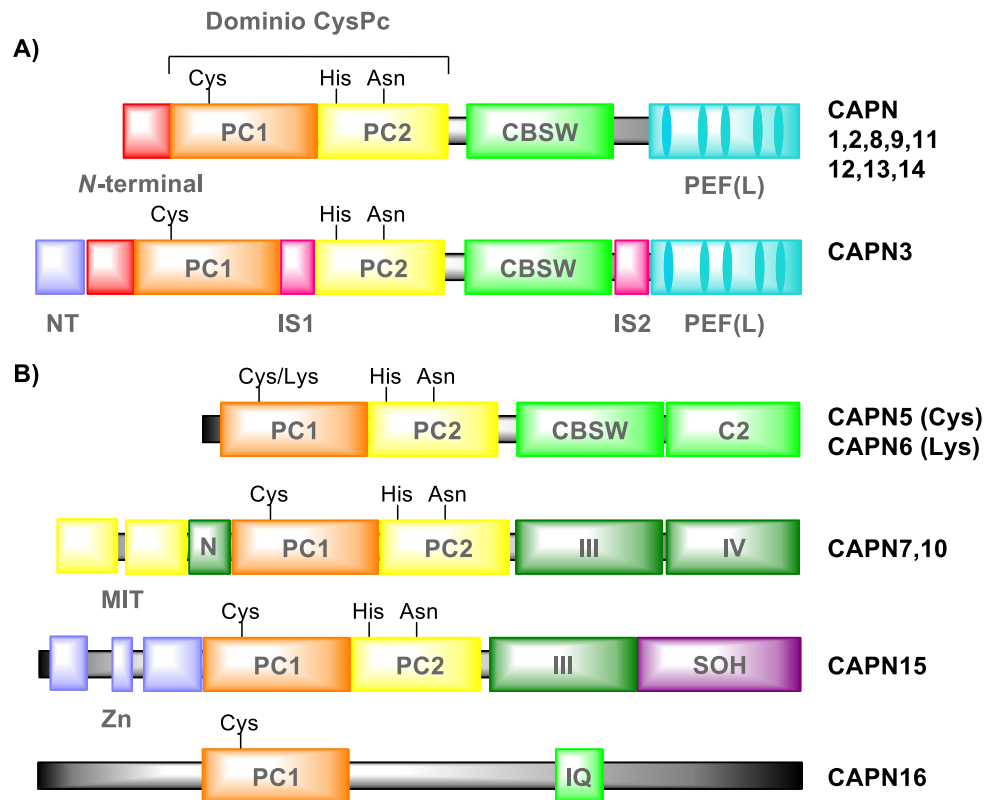 Dominio CysPc
A)
Cys His Asn
PC1 PC2 CBSW
CAPN
1,2,8,9,11
12,13,14
N-terminal PEF(L)
Cys His Asn
PC1 PC2 CBSW
CAPN3
NT IS1 IS2 PEF(L)
B)
Cys/Lys His Asn
PC1 PC2 CBSW C2
CAPN5 (Cys)
CAPN6 (Lys)
Cys His Asn
N PC1 PC2 III IV
CAPN7,10
MIT
Cys His Asn
PC1 PC2 III SOH
CAPN15
Zn
Cys
PC1 IQ
CAPN16